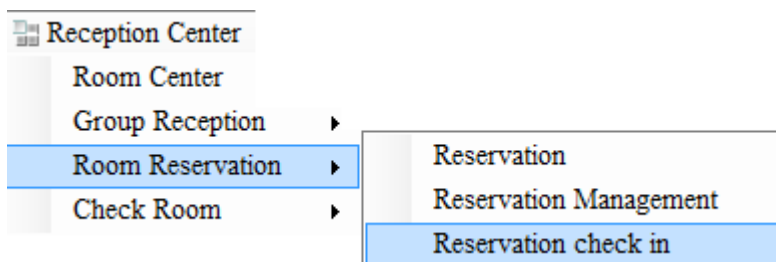 Reception Center
Room Center
Group Reception
Room Reservation
Check Room
Reservation
Reservation Management
Reservation check in